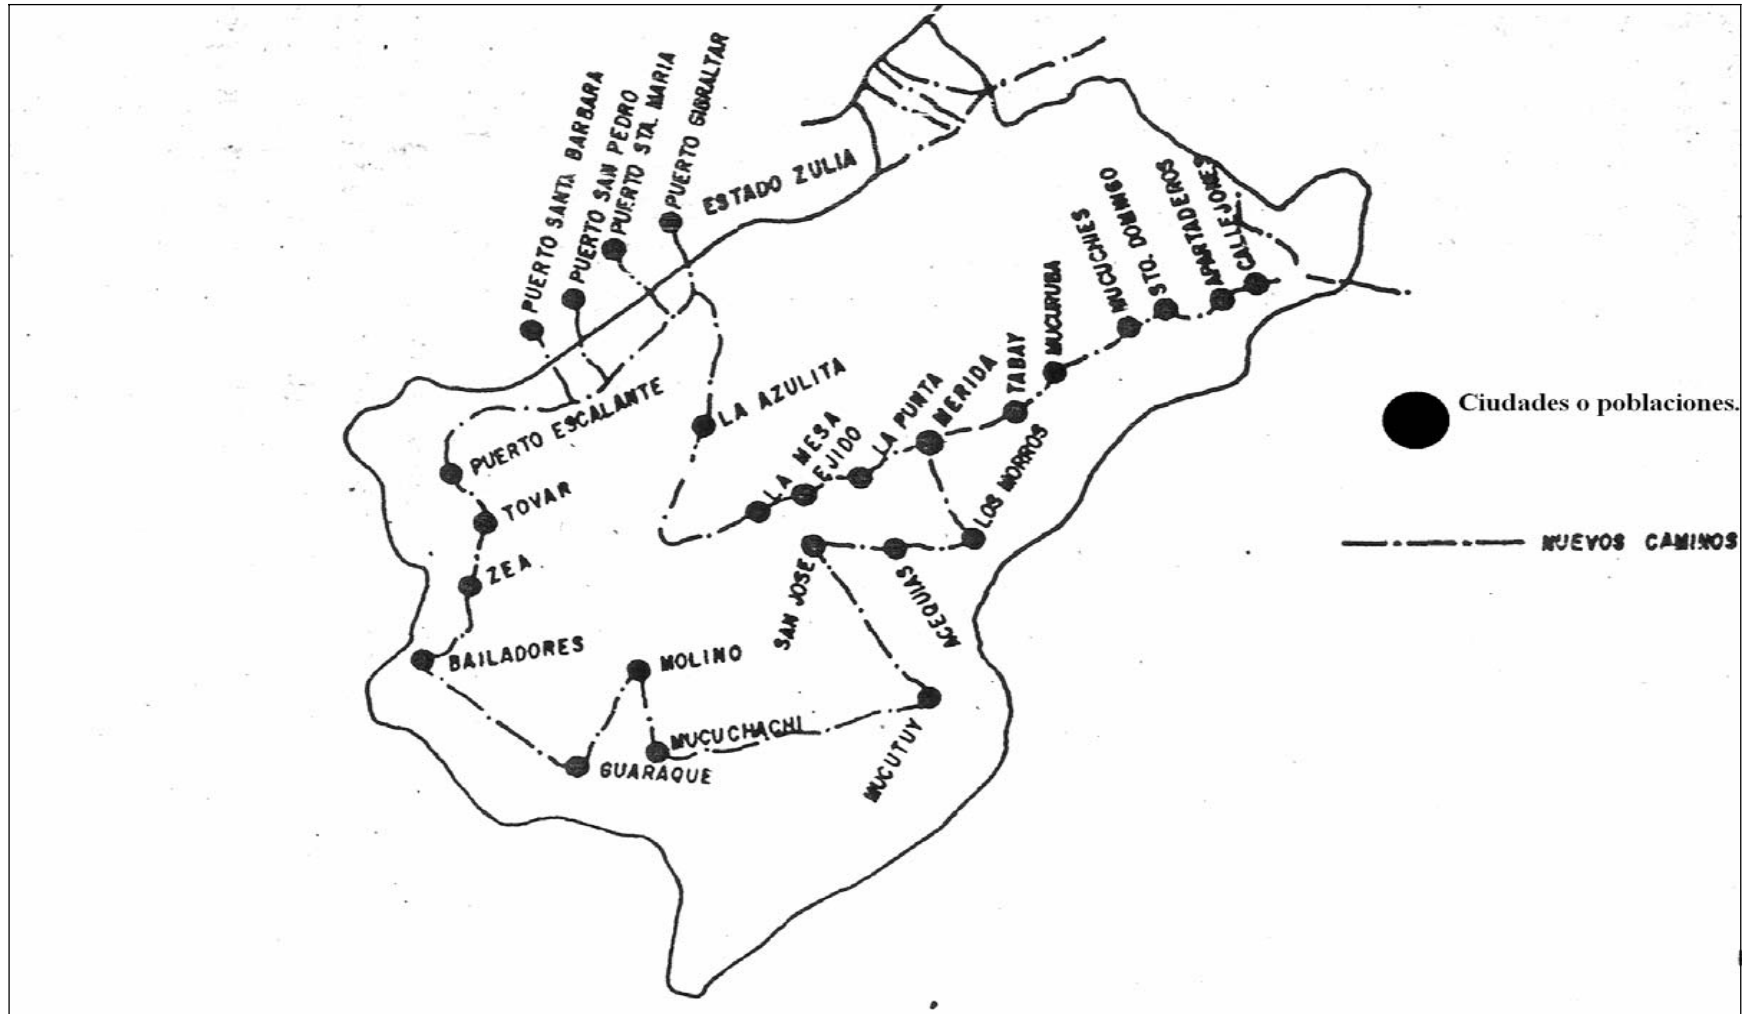 PUERTO SANTA BARBARA
PUERTO SAN PEDRO
PUERTO STA. MARIA
PUERTO GIBRALTAR
ESTADO ZULIA
MUCUCHIES
STO. DOMINGO
APARTADEROS
CALLEJONES
MUCURUBA
TABAY
MERIDA
LA PUNTA
EJIDO
LA MESA
LA AZULITA
PUERTO ESCALANTE
TOVAR
ZEA
BAILADORES
LOS MORROS
ACEQUIAS
SAN JOSE
MOLINO
MUCUCHACHI
GUARAQUE
MUCUTUY
Ciudades o poblaciones.
NUEVOS CAMINOS